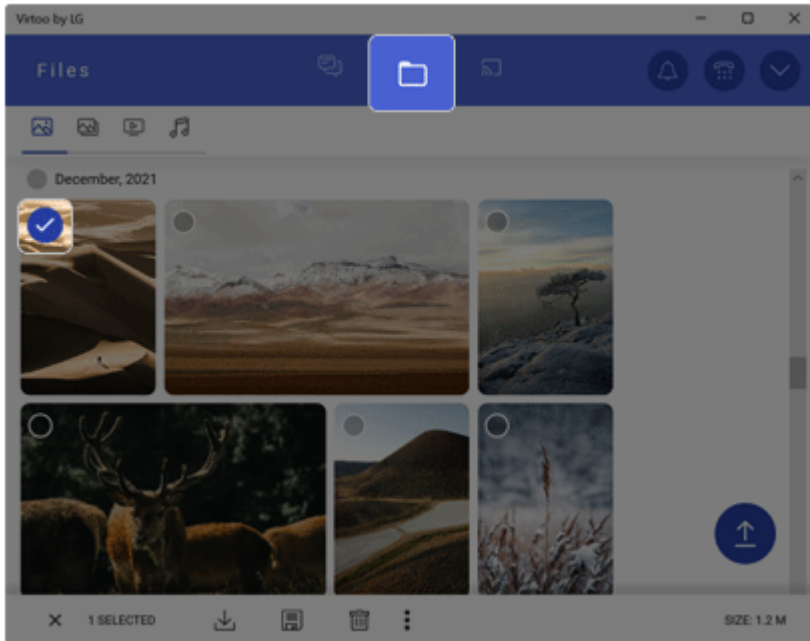 Virtoo by LG
Files
December, 2021
1 SELECTED
SIZE: 1.2 M